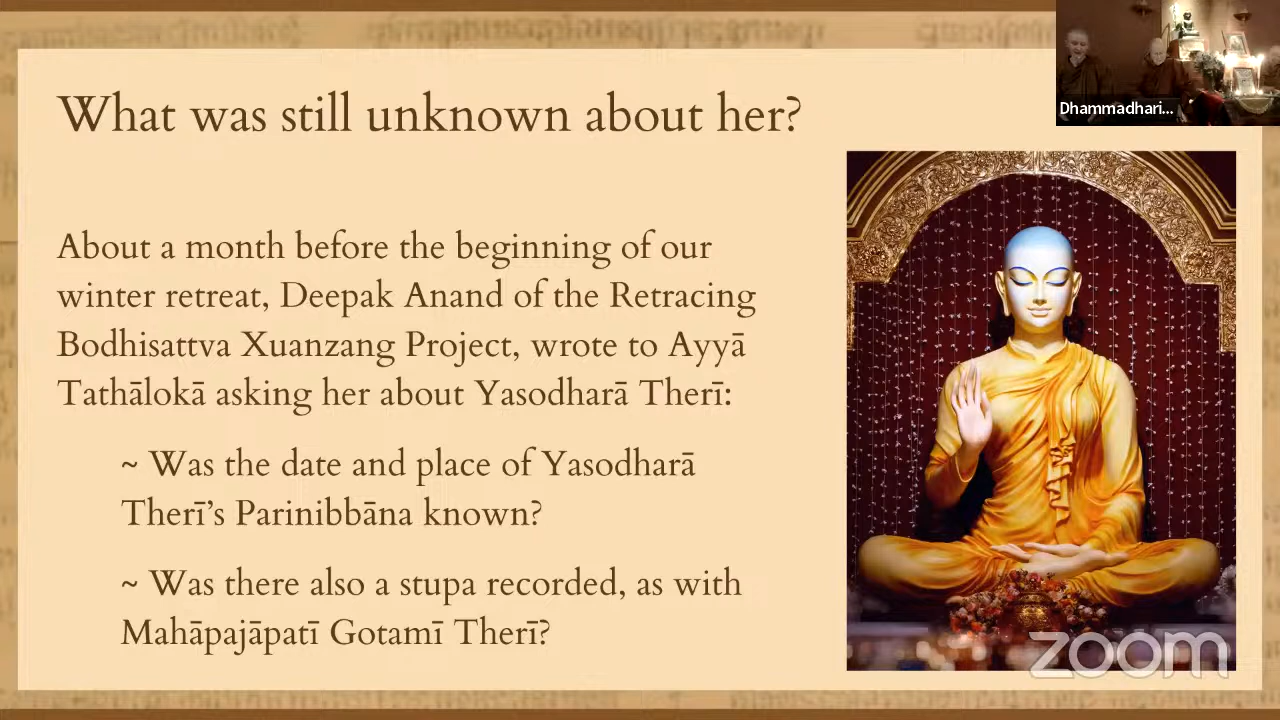 What was still unknown about her?
Dhammadhari...
About a month before the beginning of our
winter retreat, Deepak Anand of the Retracing
Bodhisattva Xuanzang Project, wrote to Ayyā
Tathālokā asking her about Yasodharā Therī:
~ Was the date and place of Yasodharā
Therī’s Parinibbāna known?
~ Was there also a stupa recorded, as with
Mahāpajāpatī Gotamī Therī?
zoom